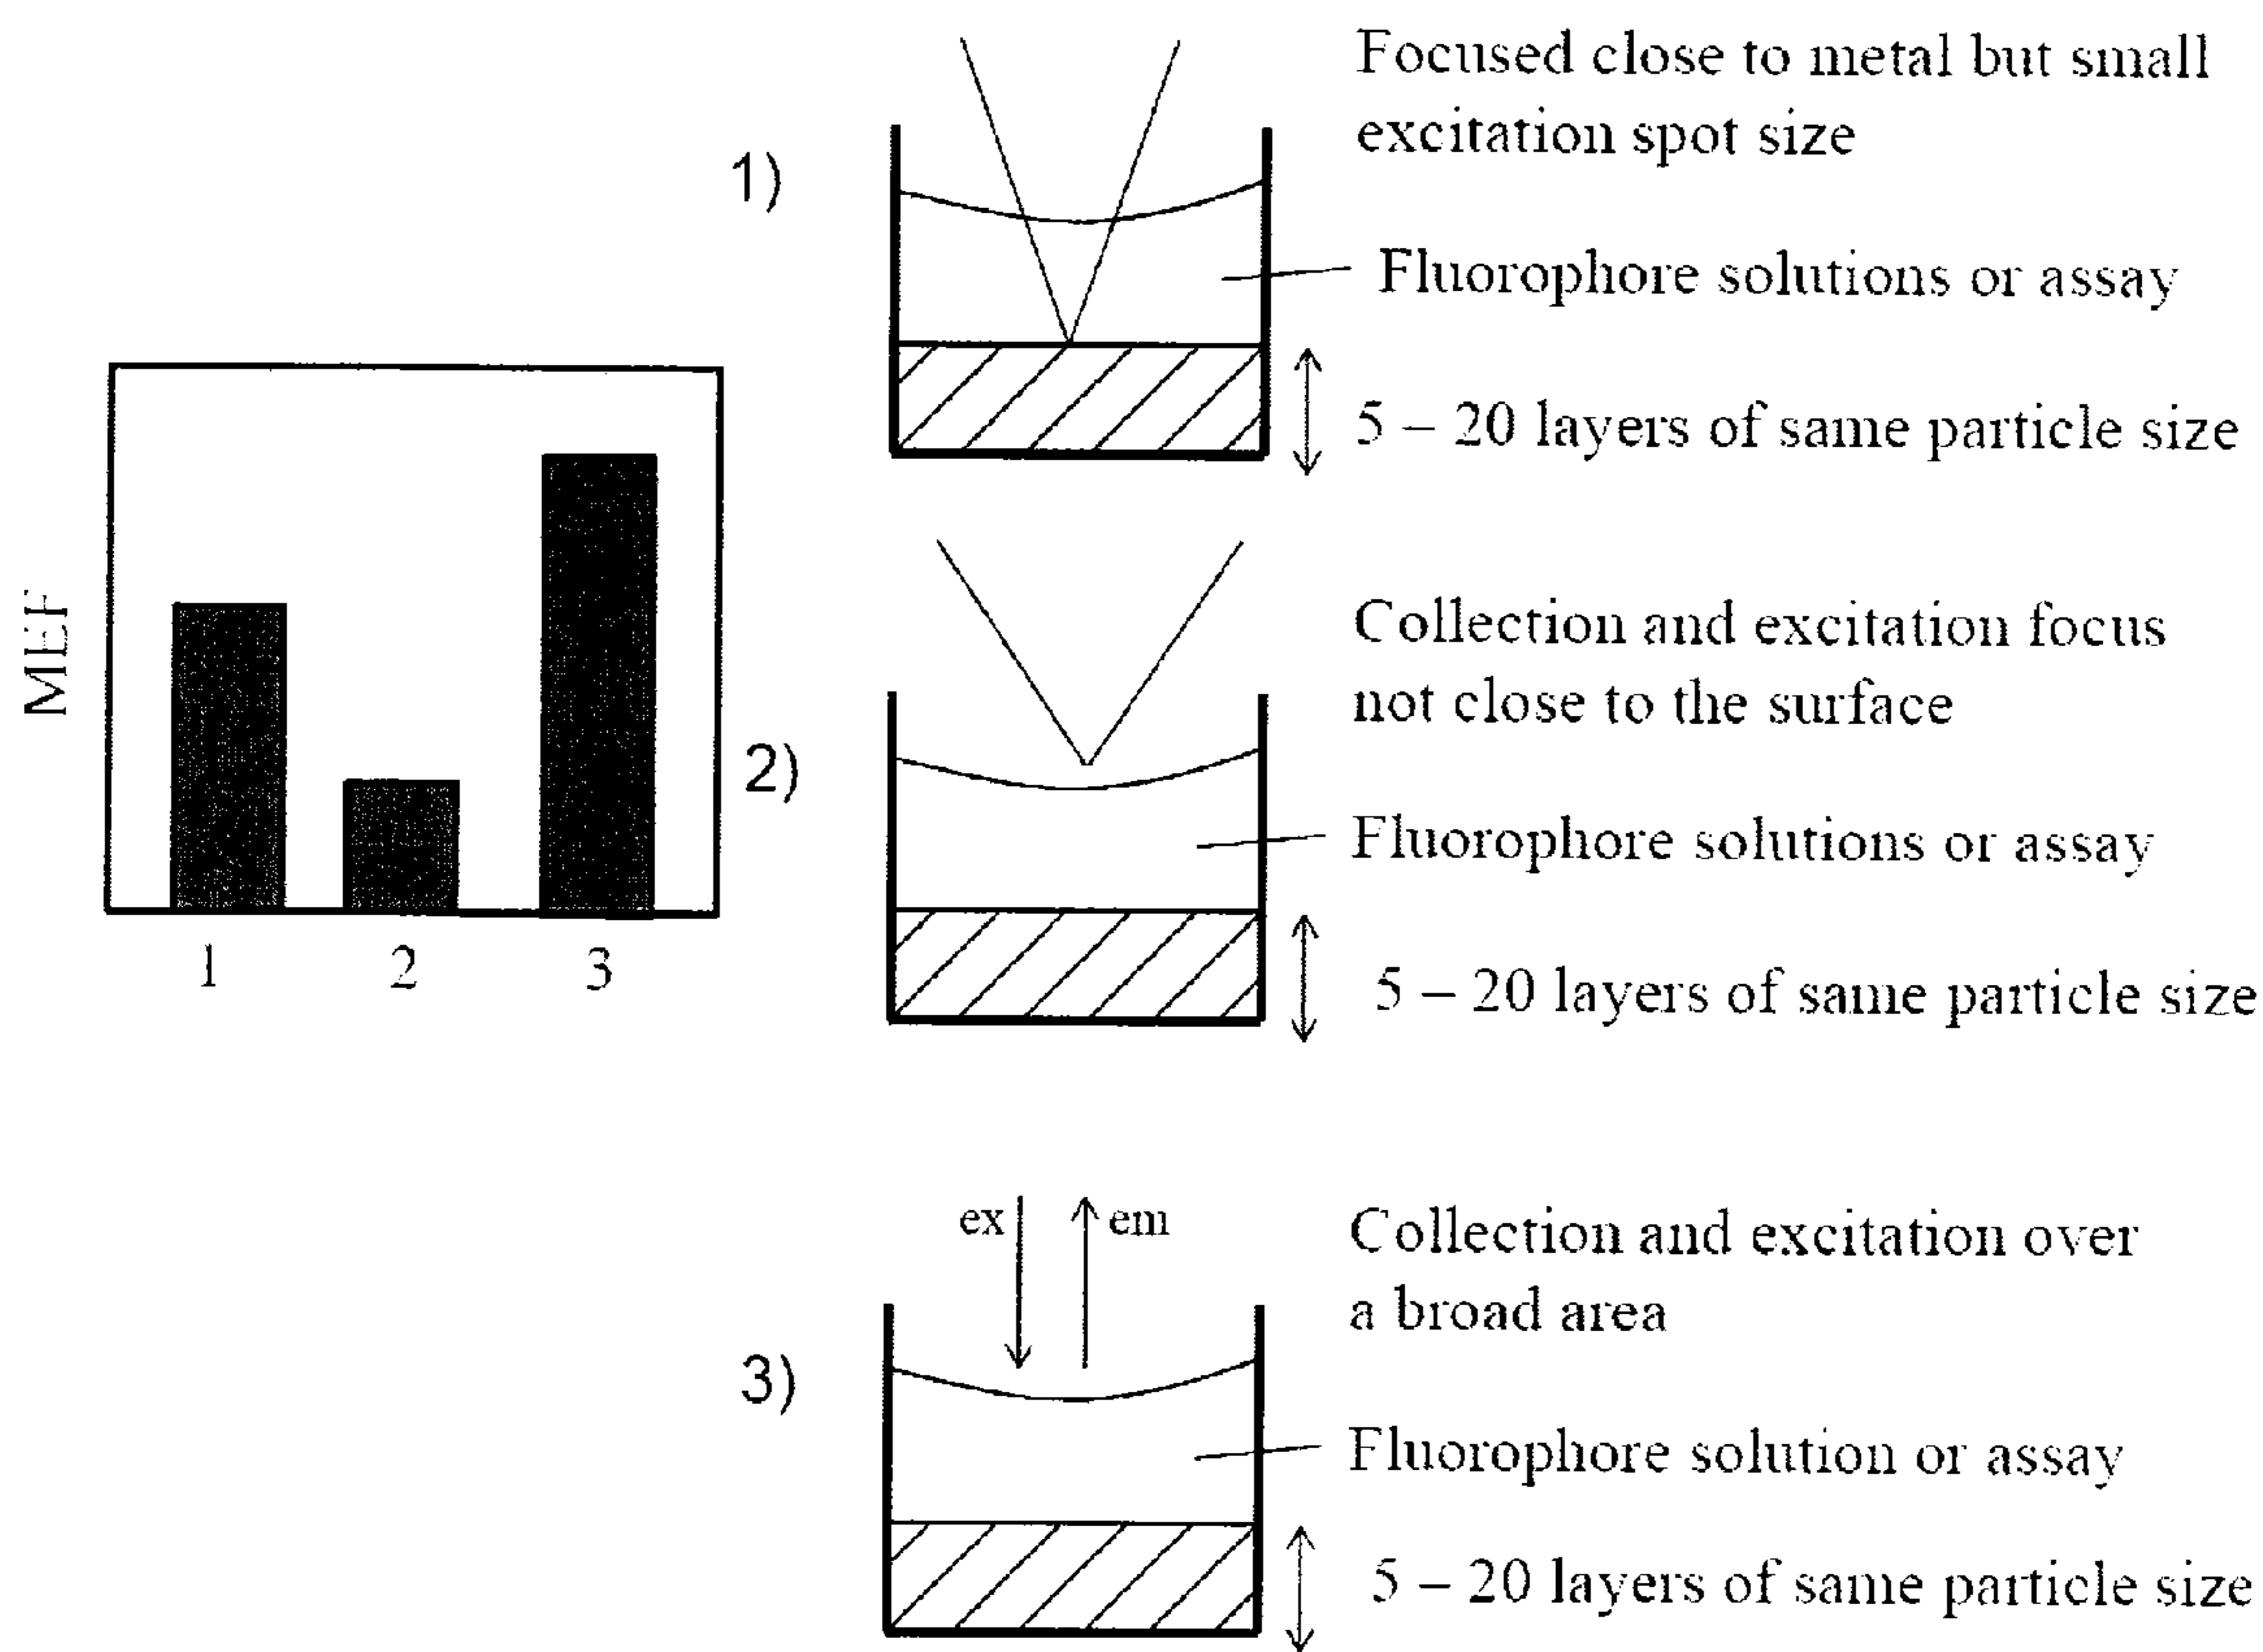 MEF
1 2 3
1)
Focused close to metal but small
excitation spot size
Fluorophore solutions or assay
5 – 20 layers of same particle size
2)
Collection and excitation focus
not close to the surface
Fluorophore solutions or assay
5 – 20 layers of same particle size
3)
ex em
Collection and excitation over
a broad area
Fluorophore solution or assay
5 – 20 layers of same particle size